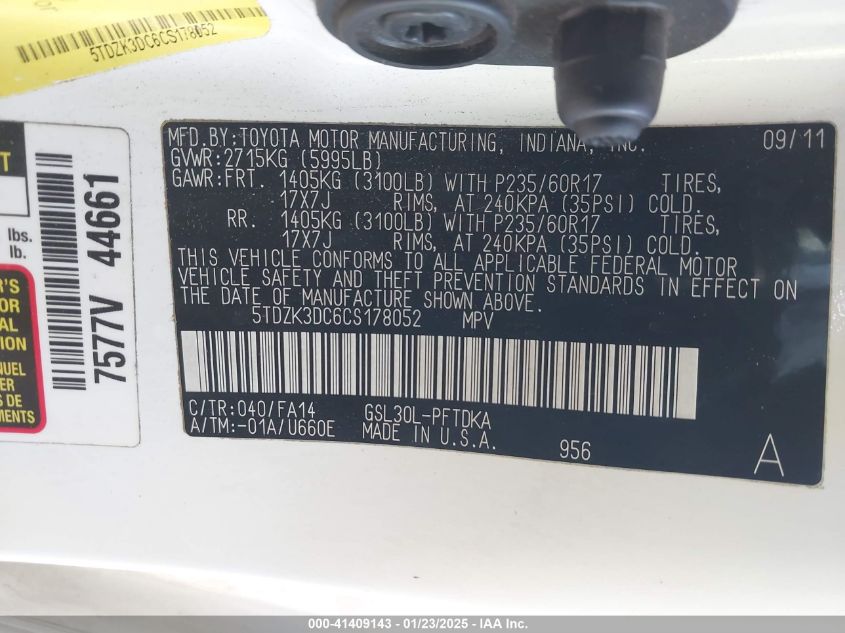 5TDZK3DC6CS178052
MFD.BY:TOYOTA MOTOR MANUFACTURING, INDIANA, INC. 09/11
GVWR:2715KG (5995LB)
GAWR:FRT. 1405KG (3100LB) WITH P235/60R17 TIRES,
17X7J RIMS, AT 240KPA (35PSI) COLD.
RR. 1405KG (3100LB) WITH P235/60R17 TIRES,
17X7J RIMS, AT 240KPA (35PSI) COLD.
THIS VEHICLE CONFORMS TO ALL APPLICABLE FEDERAL MOTOR
VEHICLE SAFETY AND THEFT PREVENTION STANDARDS IN EFFECT ON
THE DATE OF MANUFACTURE SHOWN ABOVE.
5TDZK3DC6CS178052 MPV
C/TR:040/FA14 GSL30L-PFTDKA
A/TM:-01A/U660E MADE IN U.S.A. 956 A
7577V 44661
lbs.
lb.
000-41409143 - 01/23/2025 - IAA Inc.